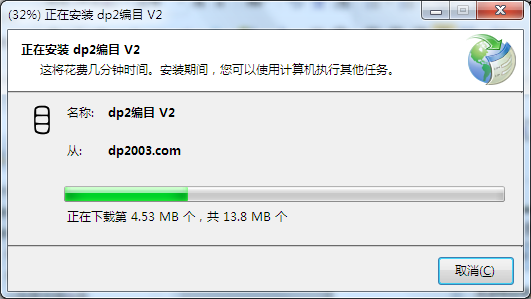 (32%) 正在安装 dp2编目 V2
正在安装 dp2编目 V2
这将花费几分钟时间。安装期间，您可以使用计算机执行其他任务。
名称: dp2编目 V2
从: dp2003.com
正在下载第 4.53 MB 个，共 13.8 MB 个
取消(C)